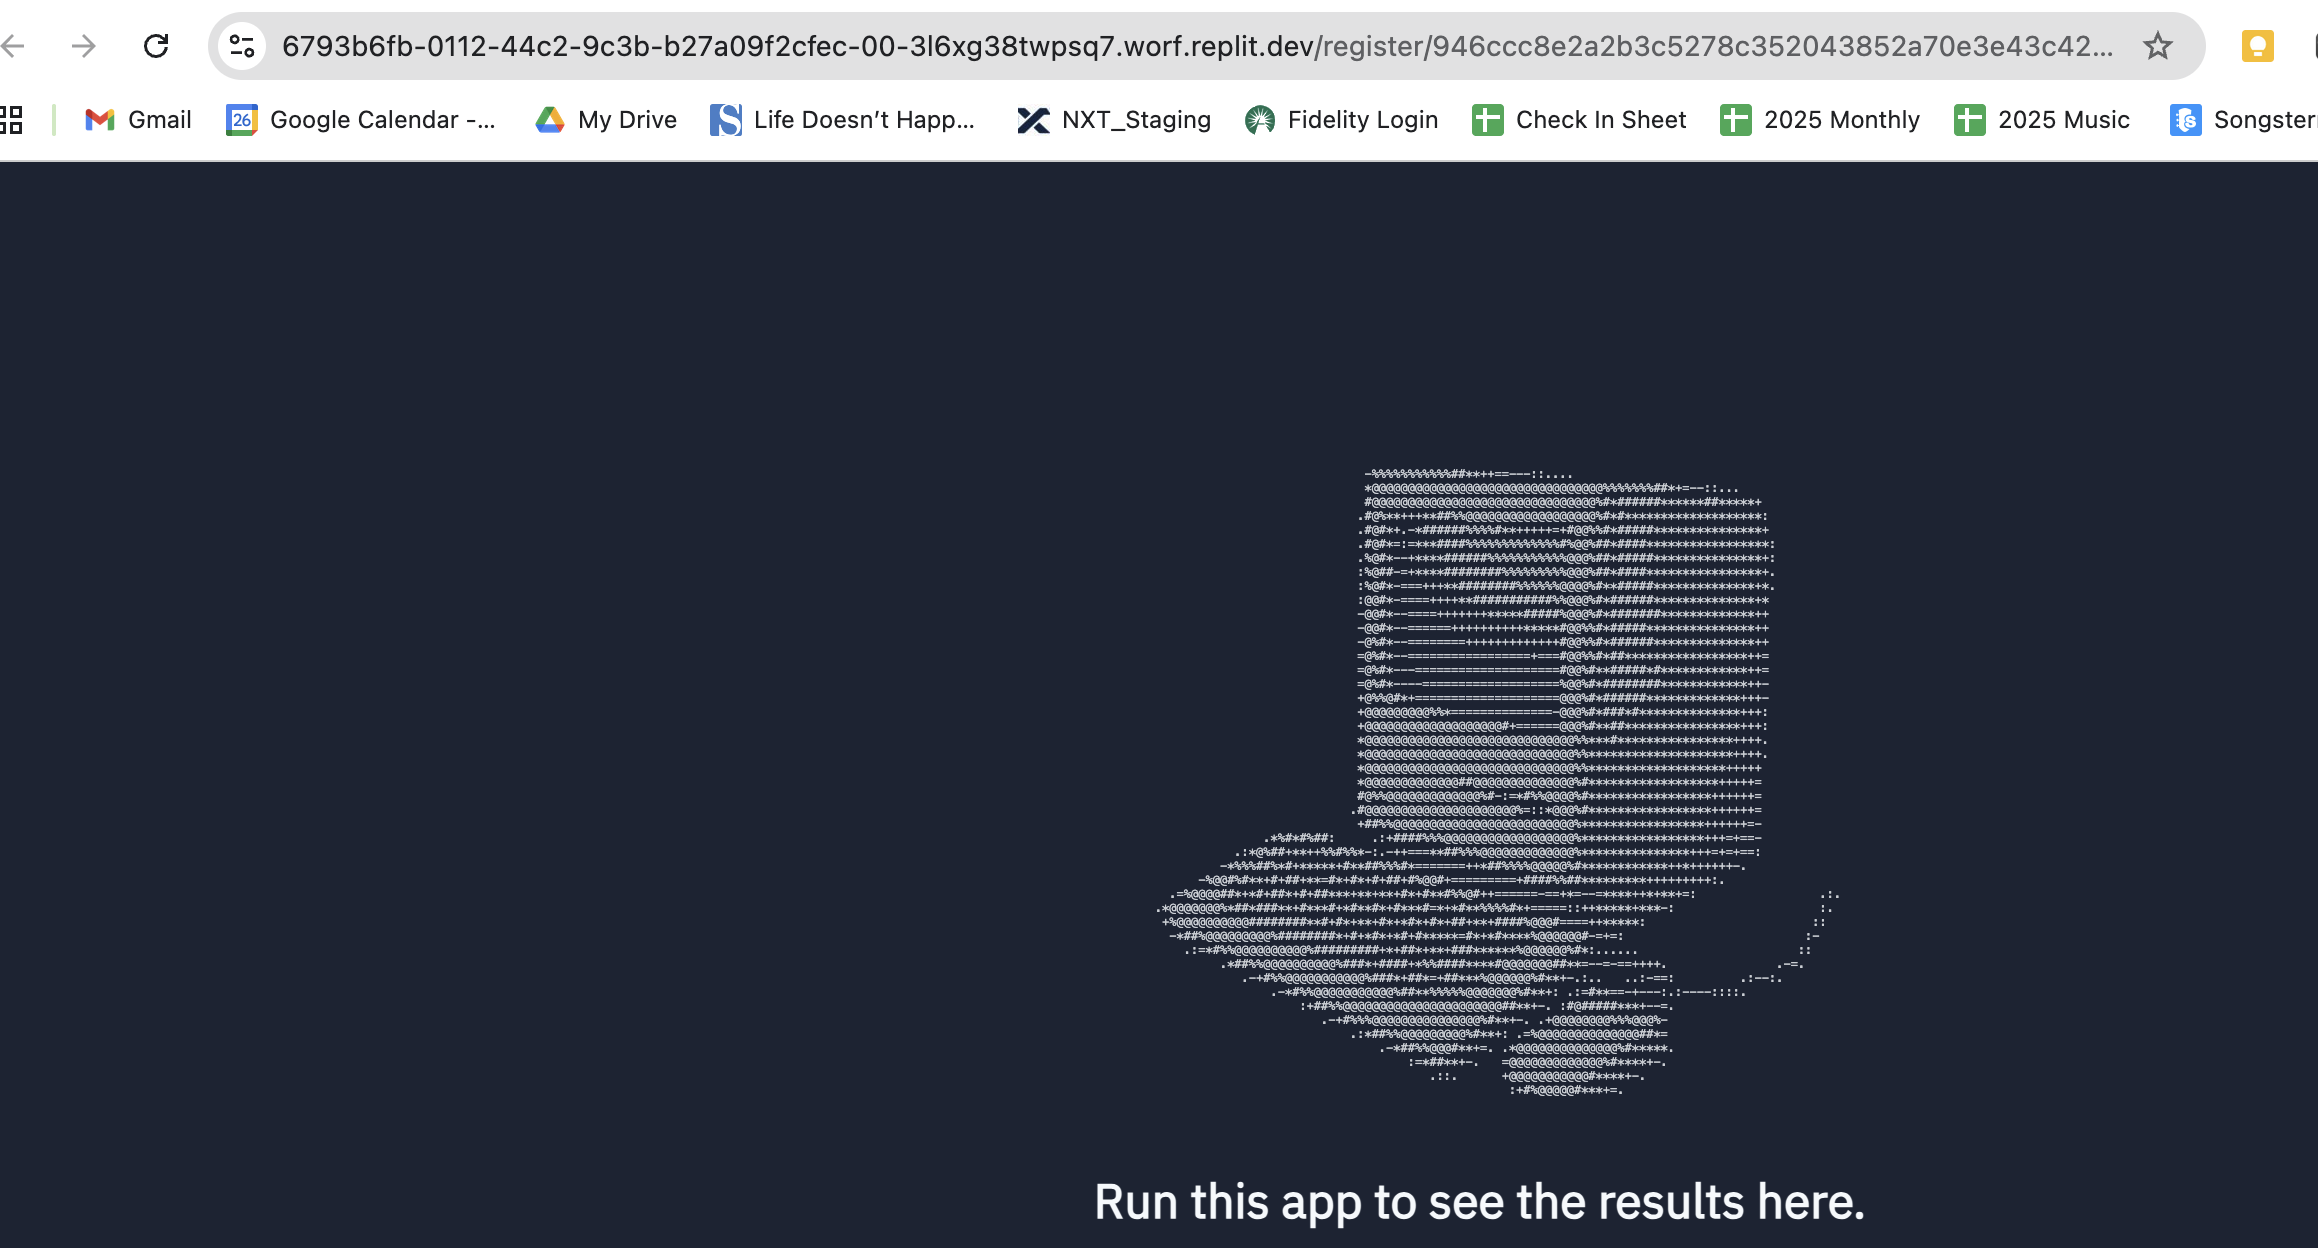 6793b6fb-0112-44c2-9c3b-b27a09f2cfec-00-3l6xg38twpsq7.worf.replit.dev/register/946ccc8e2a2b3c5278c352043852a70e3e43c42...
Gmail
26
Google Calendar -...
My Drive
Life Doesn’t Happ...
NXT_Staging
Fidelity Login
Check In Sheet
2025 Monthly
2025 Music
Run this app to see the results here.